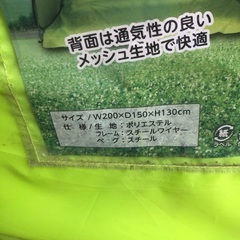 背面は通気性の良い
メッシュ生地で快適
サイズ/W200×D150×H130cm
仕様/生地:ポリエステル
フレーム:スチールワイヤー
ペグ:スチール
紙